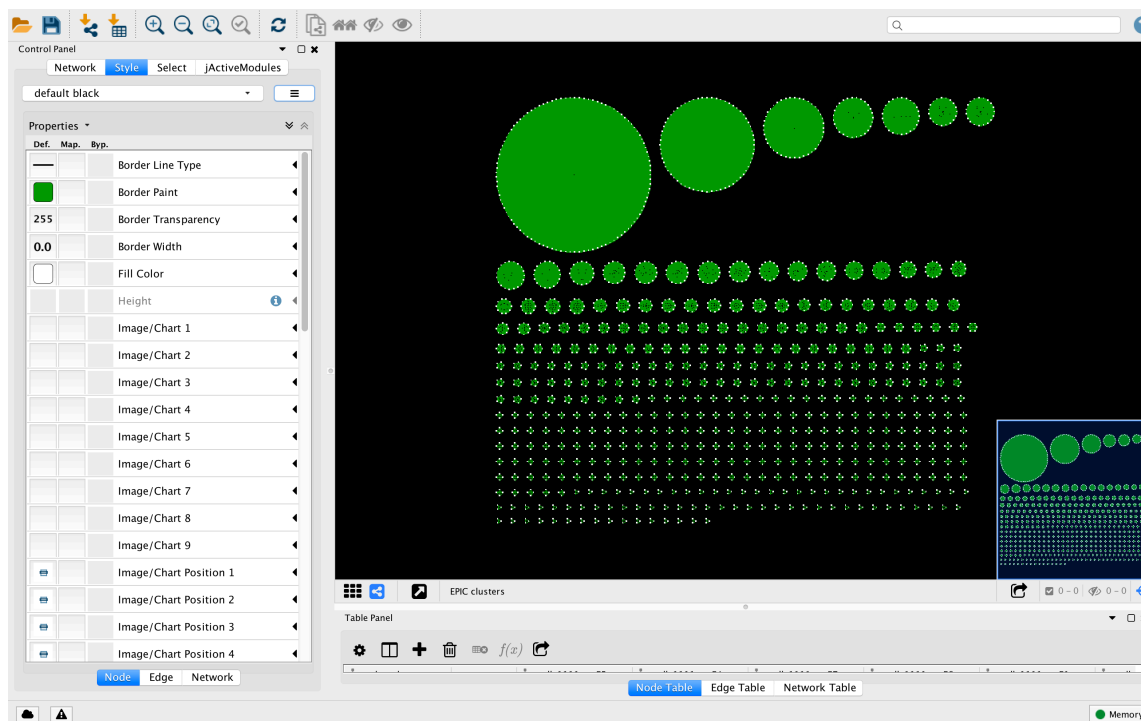 Control Panel
Network Style Select jActiveModules
default black
Properties
Def. Map. Byp.
Border Line Type
Border Paint
255 Border Transparency
0.0 Border Width
Fill Color
Height
Image/Chart 1
Image/Chart 2
Image/Chart 3
Image/Chart 4
Image/Chart 5
Image/Chart 6
Image/Chart 7
Image/Chart 8
Image/Chart 9
Image/Chart Position 1
Image/Chart Position 2
Image/Chart Position 3
Image/Chart Position 4
Node Edge Network
EPIC clusters
0 - 0 0 - 0
Table Panel
f(x)
Node Table Edge Table Network Table
Memory